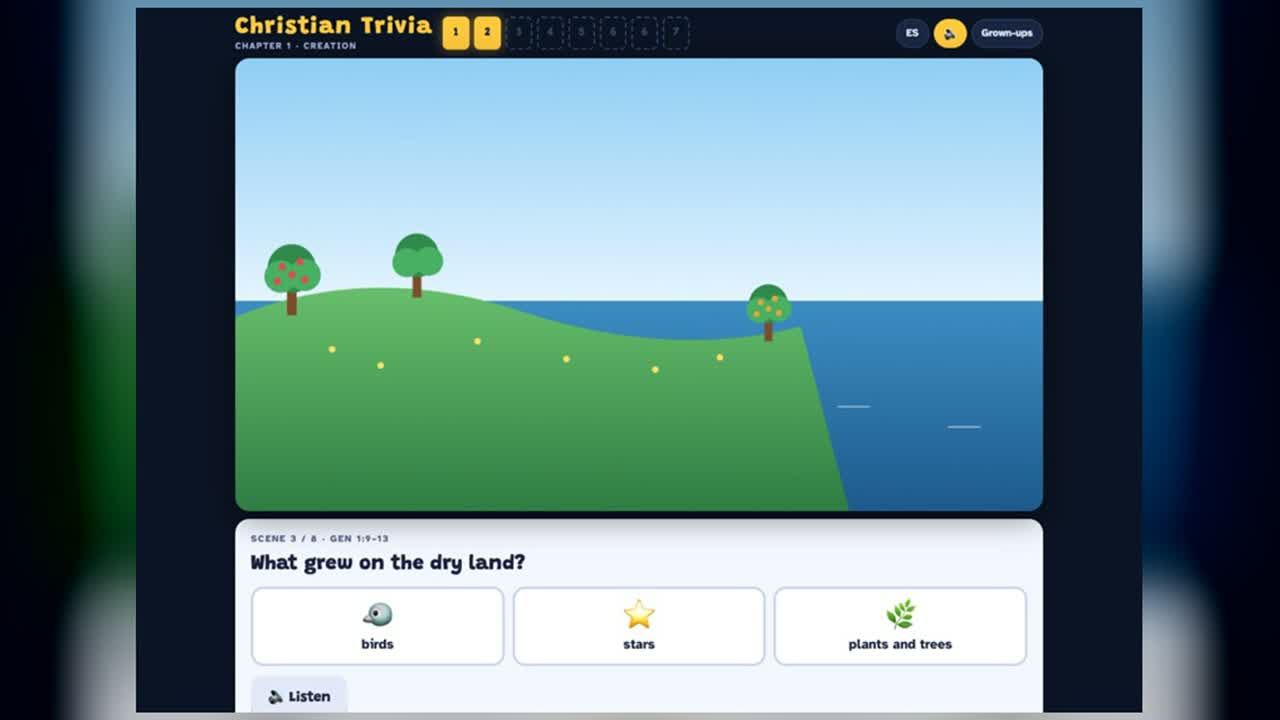 Christian Trivia
CHAPTER 1 · CREATION
1 2 3 4 5 6 6 7
ES
Grown-ups
SCENE 3 / 8 · GEN 1:9–13
What grew on the dry land?
birds
stars
plants and trees
Listen